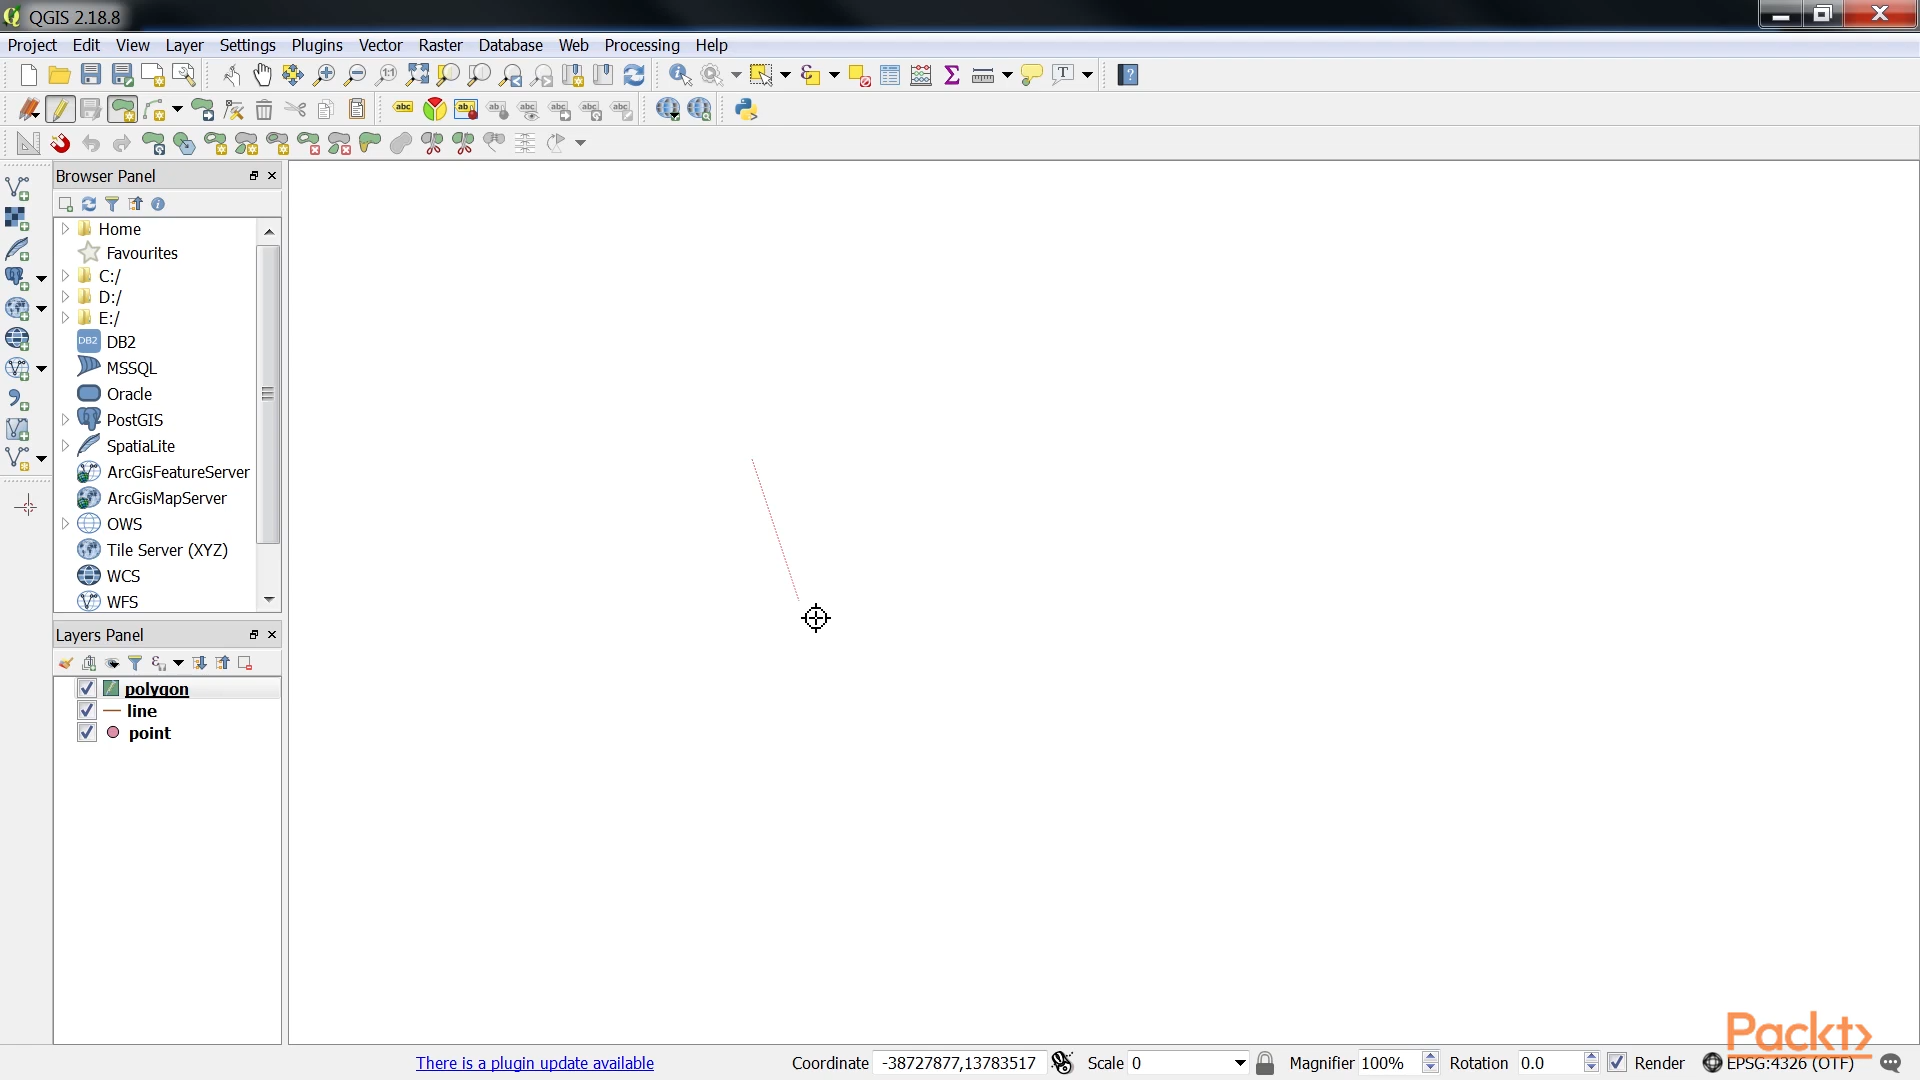 QGIS 2.18.8
Project Edit View Layer Settings Plugins Vector Raster Database Web Processing Help
Browser Panel
Home
Favourites
C:/
D:/
E:/
DB2
MSSQL
Oracle
PostGIS
SpatiaLite
ArcGisFeatureServer
ArcGisMapServer
OWS
Tile Server (XYZ)
WCS
WFS
Layers Panel
polygon
line
point
Packt>
There is a plugin update available Coordinate -38727877,13783517 Scale 0 Magnifier 100% Rotation 0.0 Render EPSG:4326 (OTF)